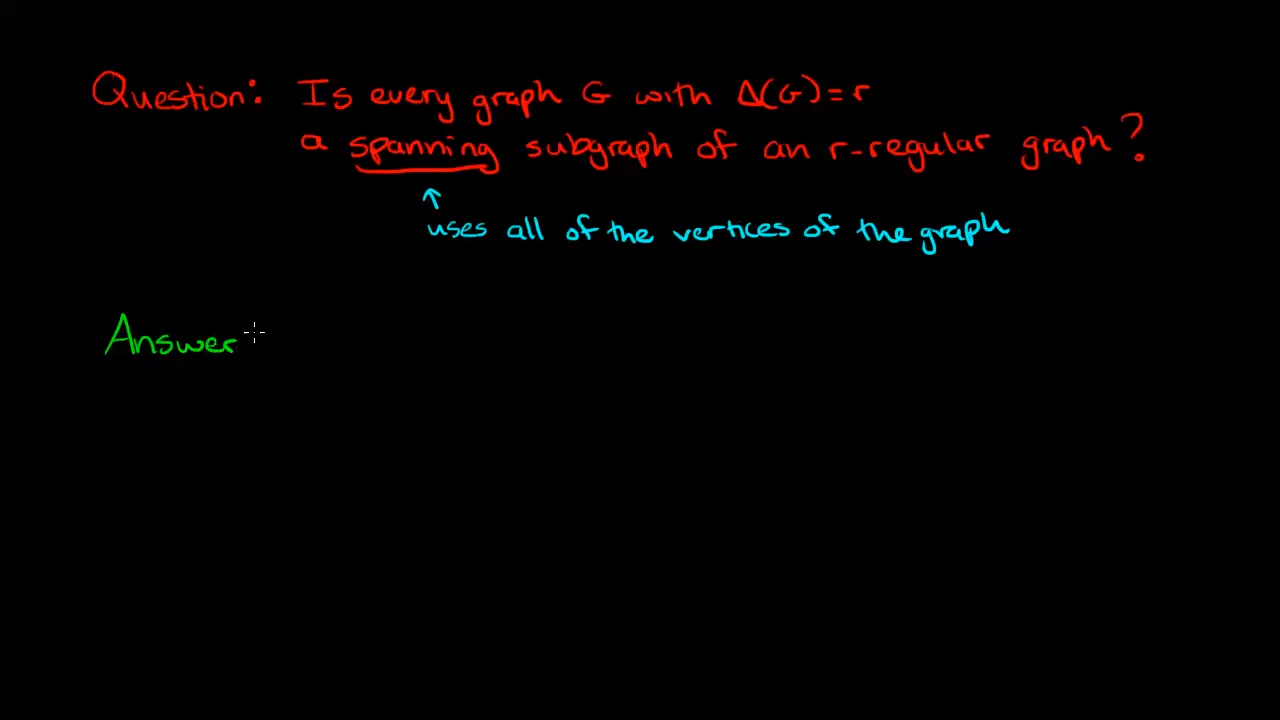 Question: Is every graph G with Δ(G)=r
a spanning subgraph of an r-regular graph?
↑
uses all of the vertices of the graph
Answer